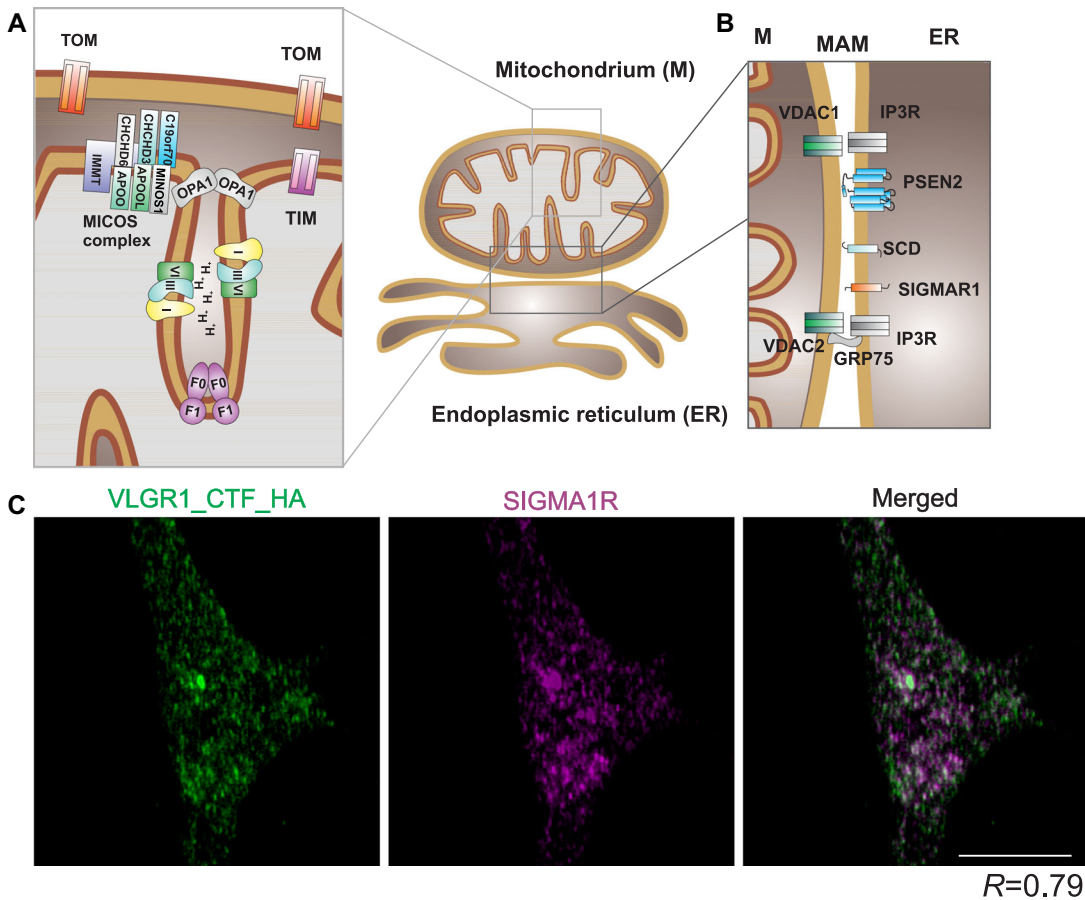 A
TOM
TOM
CHCHD6
CHCHD3
C19orf70
IMMT
APOO
APOOL
MINOS1
OPA1
OPA1
MICOS
complex
TIM
I
III
VI
VI
III
I
H+
H+
H+
H+
H+
F0
F0
F1
F1
Mitochondrium (M)
Endoplasmic reticulum (ER)
B
M
MAM
ER
VDAC1
IP3R
PSEN2
SCD
SIGMAR1
VDAC2
IP3R
GRP75
C
VLGR1_CTF_HA
SIGMA1R
Merged
R=0.79